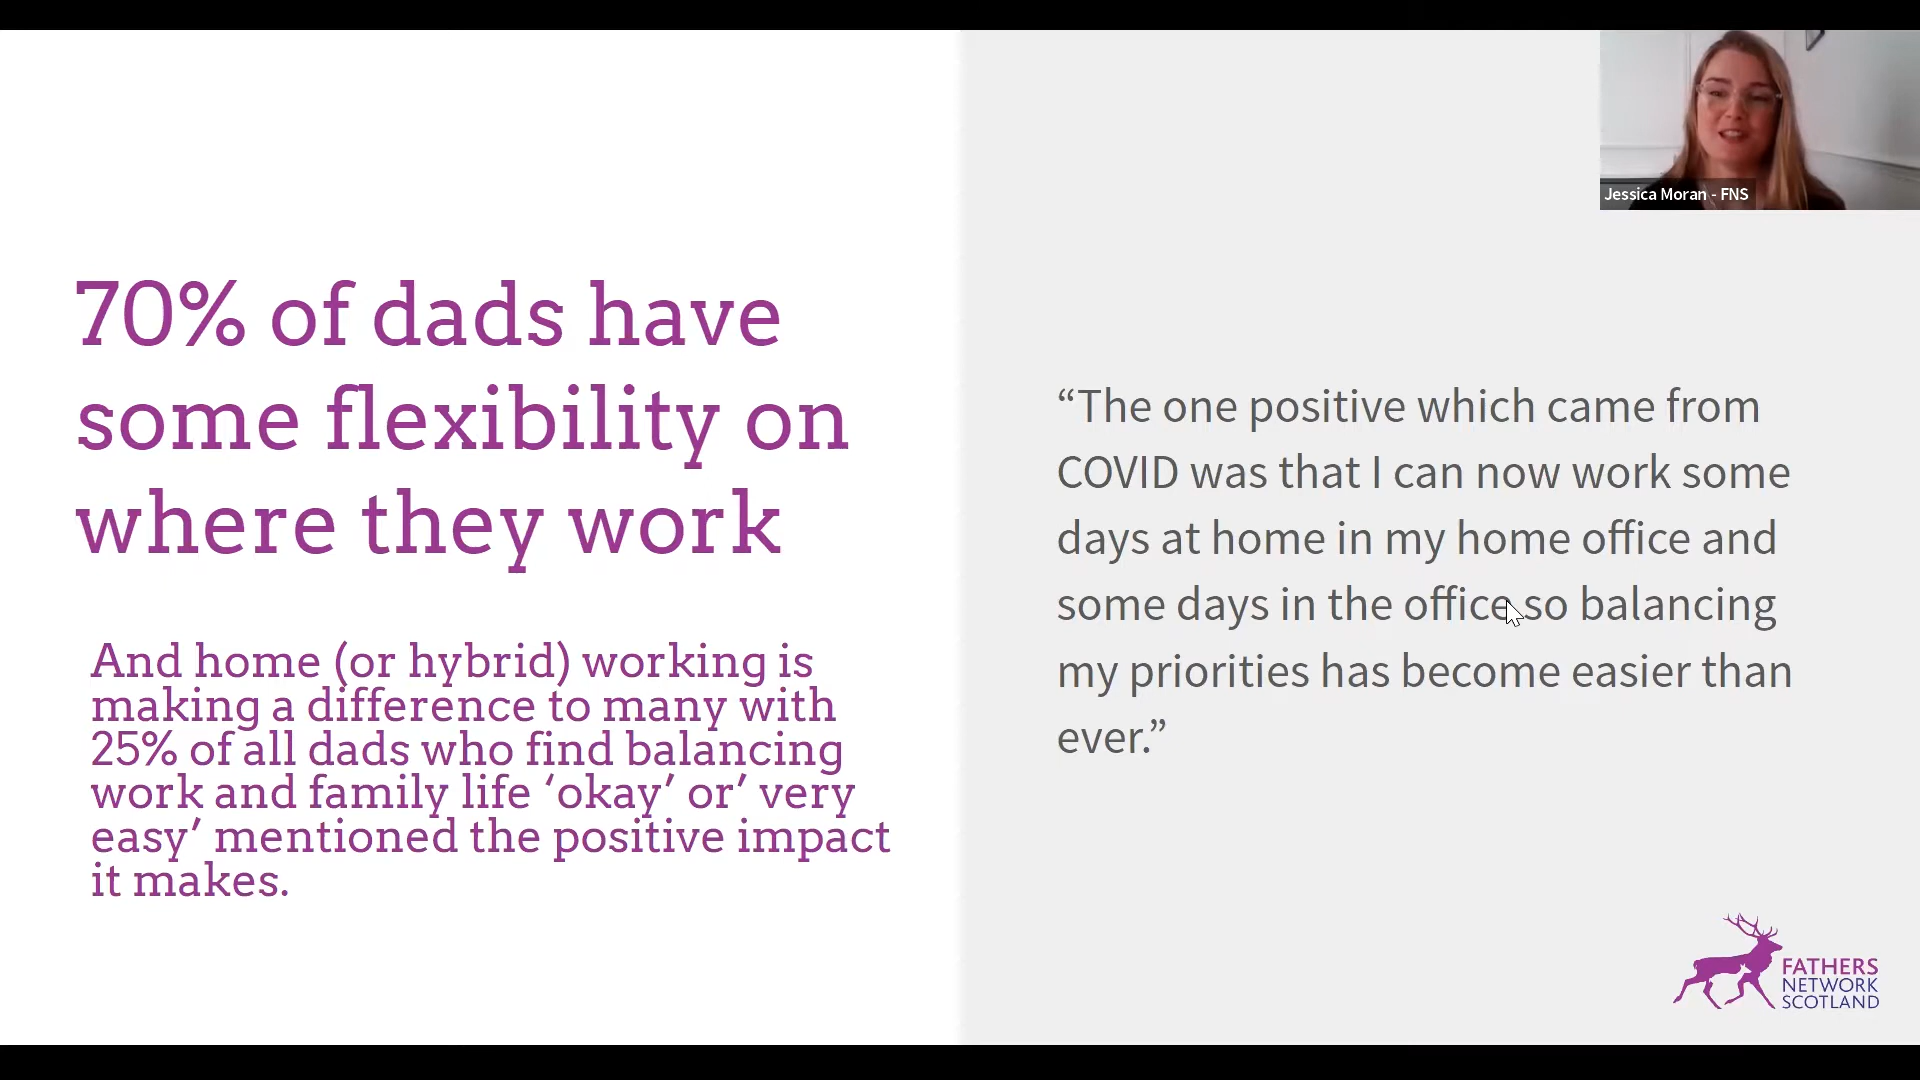 70% of dads have
some flexibility on
where they work
And home (or hybrid) working is
making a difference to many with
25% of all dads who find balancing
work and family life ‘okay’ or’ very
easy’ mentioned the positive impact
it makes.
“The one positive which came from
COVID was that I can now work some
days at home in my home office and
some days in the office so balancing
my priorities has become easier than
ever.”
Jessica Moran - FNS
FATHERS
NETWORK
SCOTLAND